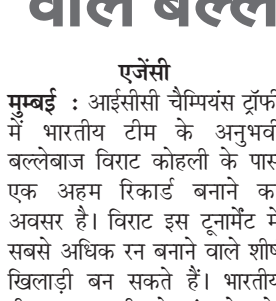 वाले बल्ल
एजेंसी
मुम्बई : आईसीसी चैम्पियंस ट्रॉफी
में भारतीय टीम के अनुभवी
बल्लेबाज विराट कोहली के पास
एक अहम रिकार्ड बनाने का
अवसर है। विराट इस टूनामेंट में
सबसे अधिक रन बनाने वाले शीर्ष
खिलाड़ी बन सकते हैं। भारतीय